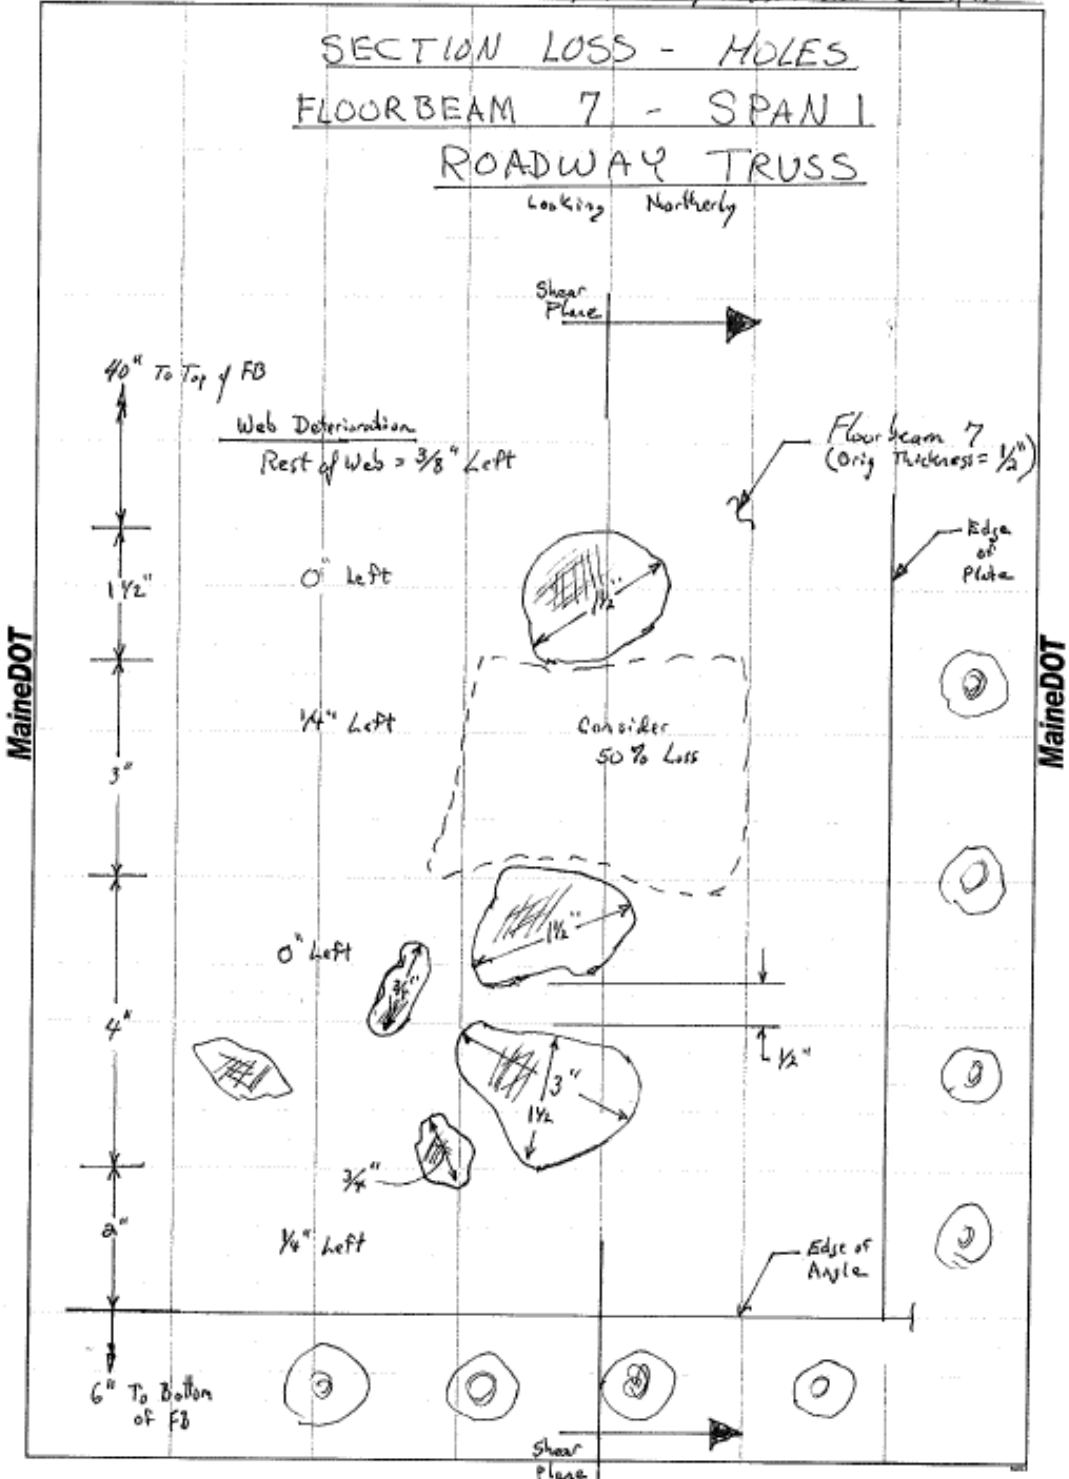 SECTION LOSS - HOLES
FLOORBEAM 7 - SPAN 1
ROADWAY TRUSS
Looking Northerly
Shear
Plane
40" To Top of FB
Web Deterioration
Rest of Web = 3/8" Left
Floorbeam 7
(Orig Thickness = 1/2")
Edge
of
Plate
1 1/2"
0" Left
1 1/2"
MaineDOT
MaineDOT
1/4" Left
Consider
50% Loss
3"
0" Left
1 1/2"
3/4"
4"
1/2"
3"
1 1/2
3/4"
2"
1/4" Left
Edge of
Angle
6" To Bottom
of FB
Shear
Plane